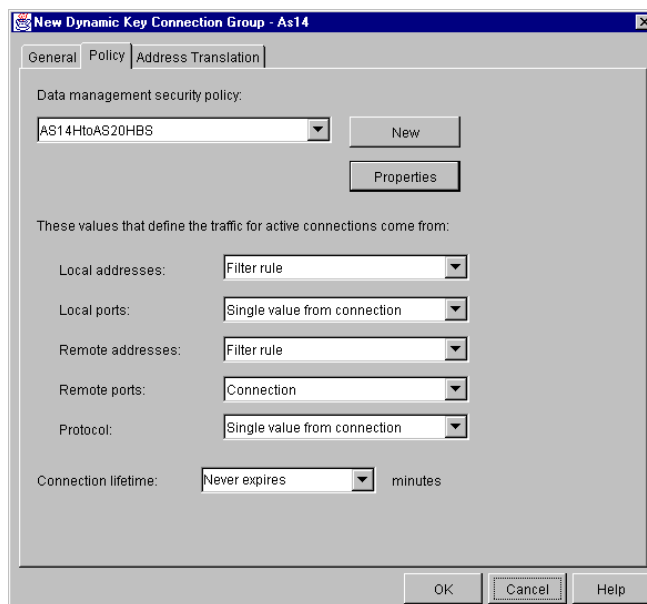 New Dynamic Key Connection Group - As14
General Policy Address Translation
Data management security policy:
AS14HtoAS20HBS New
Properties
These values that define the traffic for active connections come from:
Local addresses: Filter rule
Local ports: Single value from connection
Remote addresses: Filter rule
Remote ports: Connection
Protocol: Single value from connection
Connection lifetime: Never expires minutes
OK Cancel Help